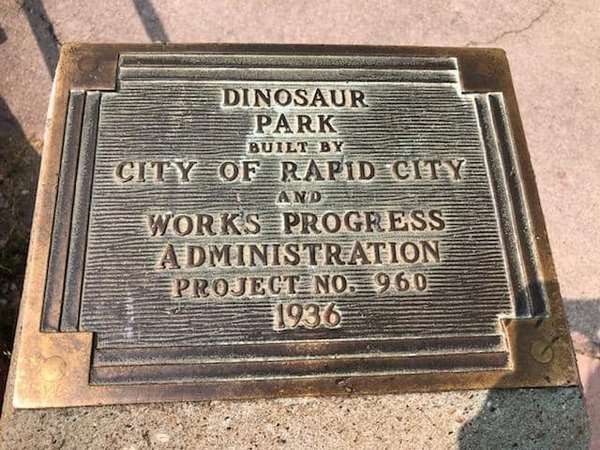 DINOSAUR
PARK
BUILT BY
CITY OF RAPID CITY
AND
WORKS PROGRESS
ADMINISTRATION
PROJECT NO. 960
1936